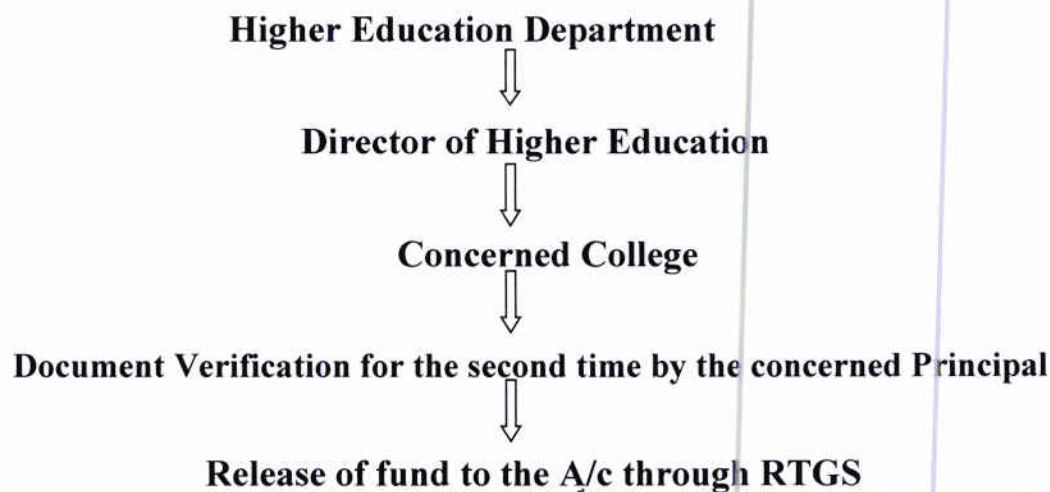 Higher Education Department
Director of Higher Education
Concerned College
Document Verification for the second time by the concerned Principal
Release of fund to the A/c through RTGS